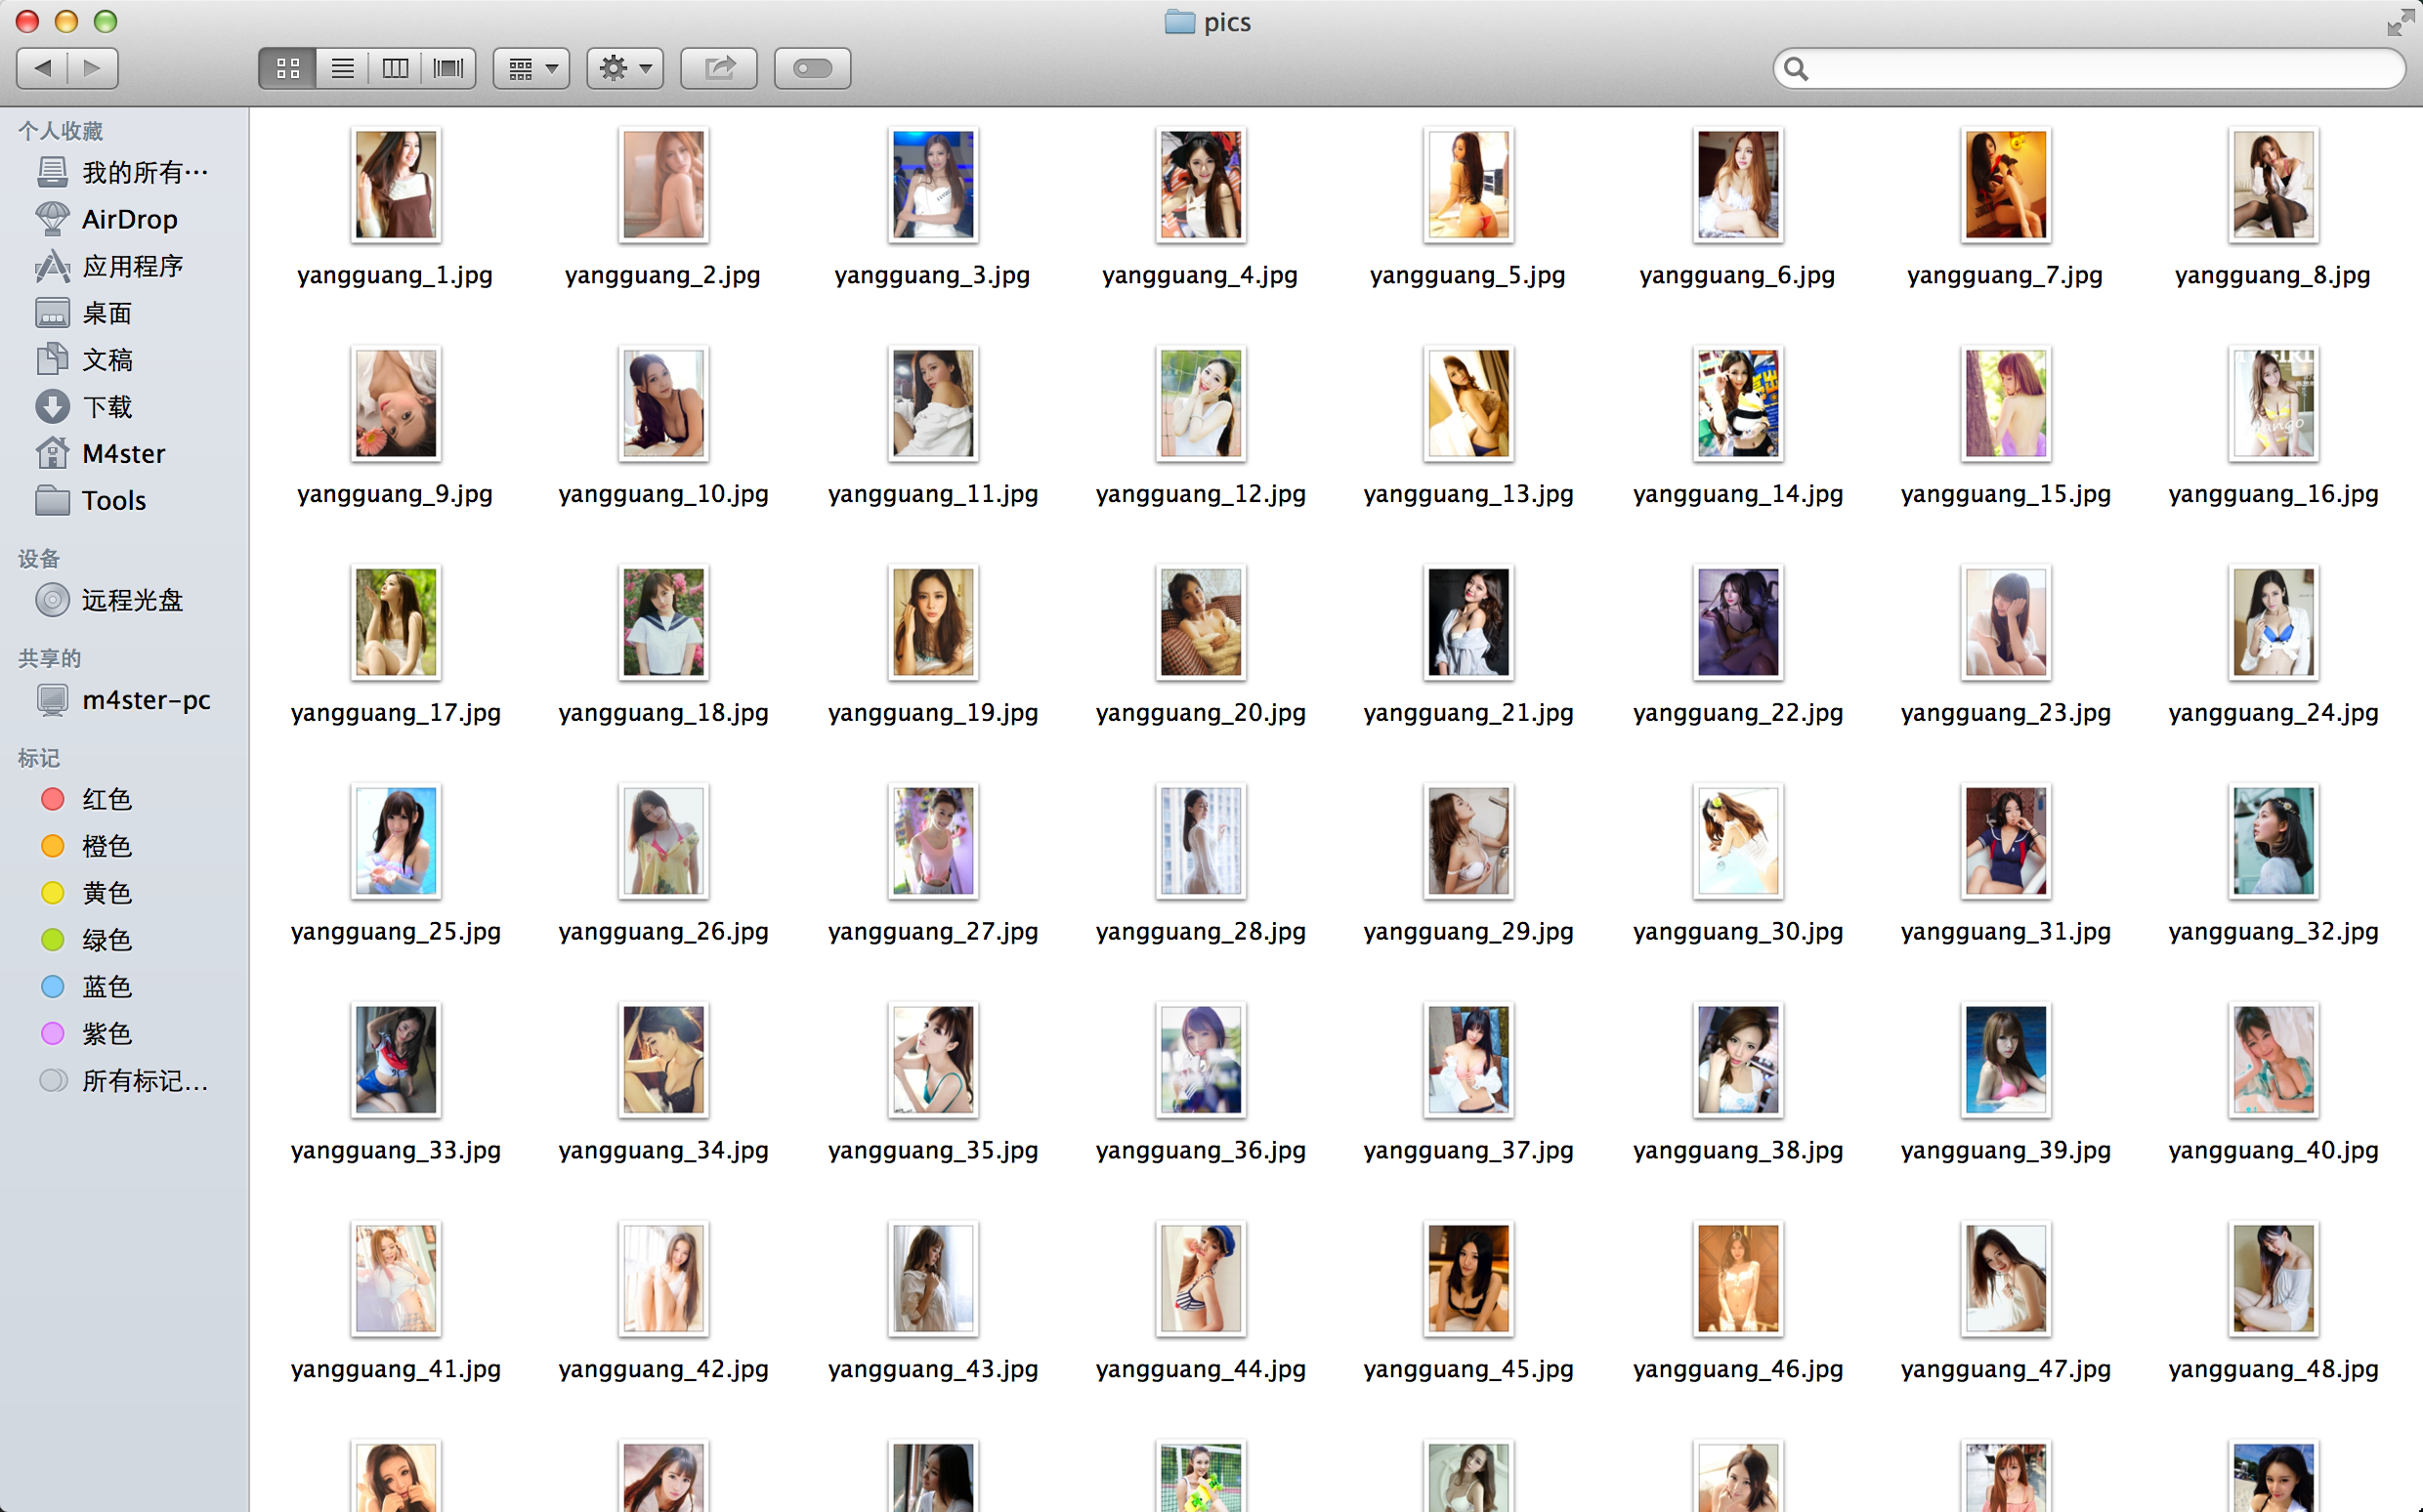 pics
个人收藏
我的所有…
AirDrop
应用程序
桌面
文稿
下载
M4ster
Tools
设备
远程光盘
共享的
m4ster-pc
标记
红色
橙色
黄色
绿色
蓝色
紫色
所有标记…
yangguang_1.jpg yangguang_2.jpg yangguang_3.jpg yangguang_4.jpg yangguang_5.jpg yangguang_6.jpg yangguang_7.jpg yangguang_8.jpg
yangguang_9.jpg yangguang_10.jpg yangguang_11.jpg yangguang_12.jpg yangguang_13.jpg yangguang_14.jpg yangguang_15.jpg yangguang_16.jpg
yangguang_17.jpg yangguang_18.jpg yangguang_19.jpg yangguang_20.jpg yangguang_21.jpg yangguang_22.jpg yangguang_23.jpg yangguang_24.jpg
yangguang_25.jpg yangguang_26.jpg yangguang_27.jpg yangguang_28.jpg yangguang_29.jpg yangguang_30.jpg yangguang_31.jpg yangguang_32.jpg
yangguang_33.jpg yangguang_34.jpg yangguang_35.jpg yangguang_36.jpg yangguang_37.jpg yangguang_38.jpg yangguang_39.jpg yangguang_40.jpg
yangguang_41.jpg yangguang_42.jpg yangguang_43.jpg yangguang_44.jpg yangguang_45.jpg yangguang_46.jpg yangguang_47.jpg yangguang_48.jpg